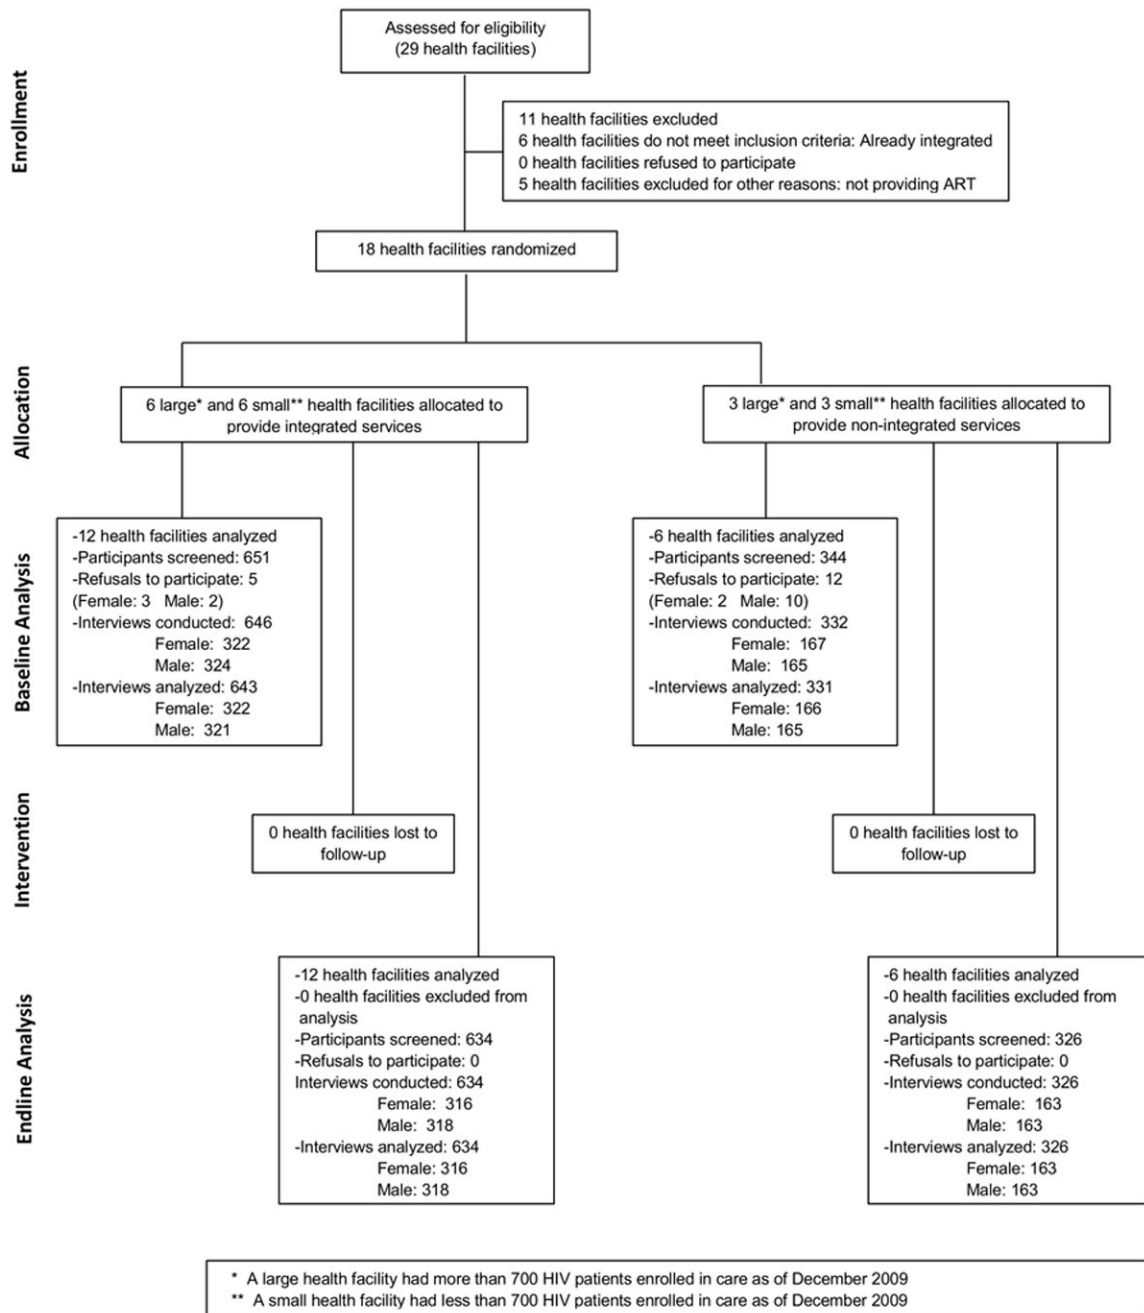 Enrollment
Assessed for eligibility
(29 health facilities)
11 health facilities excluded
6 health facilities do not meet inclusion criteria: Already integrated
0 health facilities refused to participate
5 health facilities excluded for other reasons: not providing ART
18 health facilities randomized
Allocation
6 large* and 6 small** health facilities allocated to
provide integrated services
3 large* and 3 small** health facilities allocated to
provide non-integrated services
Baseline Analysis
-12 health facilities analyzed
-Participants screened: 651
-Refusals to participate: 5
(Female: 3 Male: 2)
-Interviews conducted: 646
Female: 322
Male: 324
-Interviews analyzed: 643
Female: 322
Male: 321
-6 health facilities analyzed
-Participants screened: 344
-Refusals to participate: 12
(Female: 2 Male: 10)
-Interviews conducted: 332
Female: 167
Male: 165
-Interviews analyzed: 331
Female: 166
Male: 165
Intervention
0 health facilities lost to
follow-up
0 health facilities lost to
follow-up
Endline Analysis
-12 health facilities analyzed
-0 health facilities excluded from
analysis
-Participants screened: 634
-Refusals to participate: 0
Interviews conducted: 634
Female: 316
Male: 318
-Interviews analyzed: 634
Female: 316
Male: 318
-6 health facilities analyzed
-0 health facilities excluded from
analysis
-Participants screened: 326
-Refusals to participate: 0
-Interviews conducted: 326
Female: 163
Male: 163
-Interviews analyzed: 326
Female: 163
Male: 163
* A large health facility had more than 700 HIV patients enrolled in care as of December 2009
** A small health facility had less than 700 HIV patients enrolled in care as of December 2009